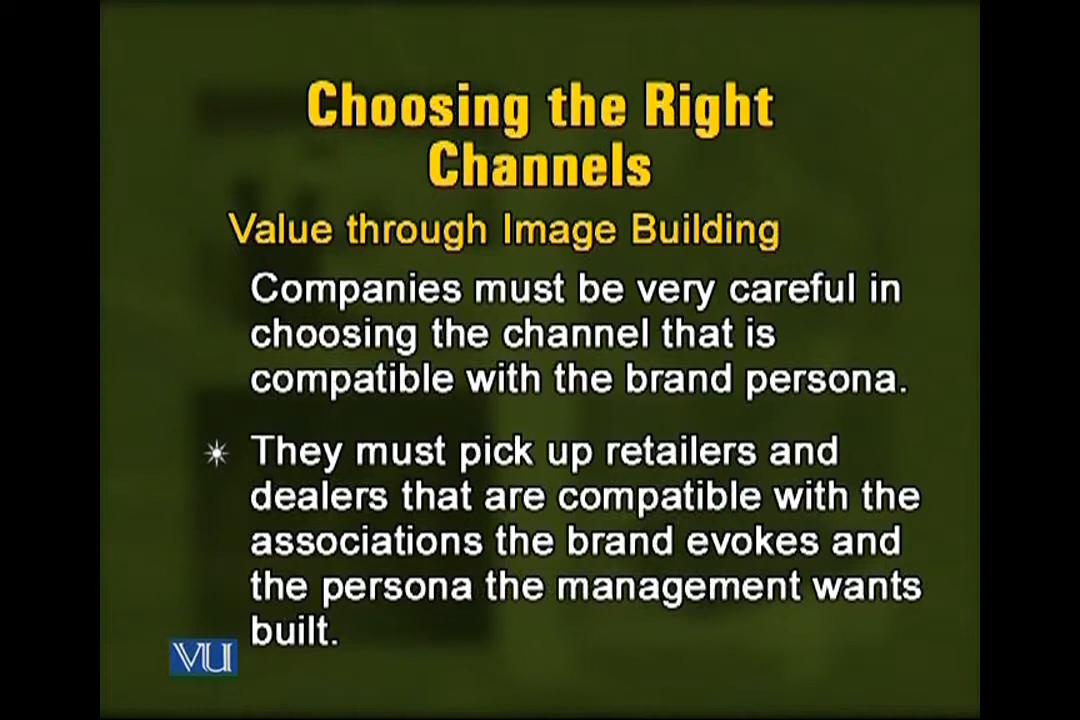 Choosing the Right
Channels
Value through Image Building
Companies must be very careful in
choosing the channel that is
compatible with the brand persona.
They must pick up retailers and
dealers that are compatible with the
associations the brand evokes and
the persona the management wants
built.
VU